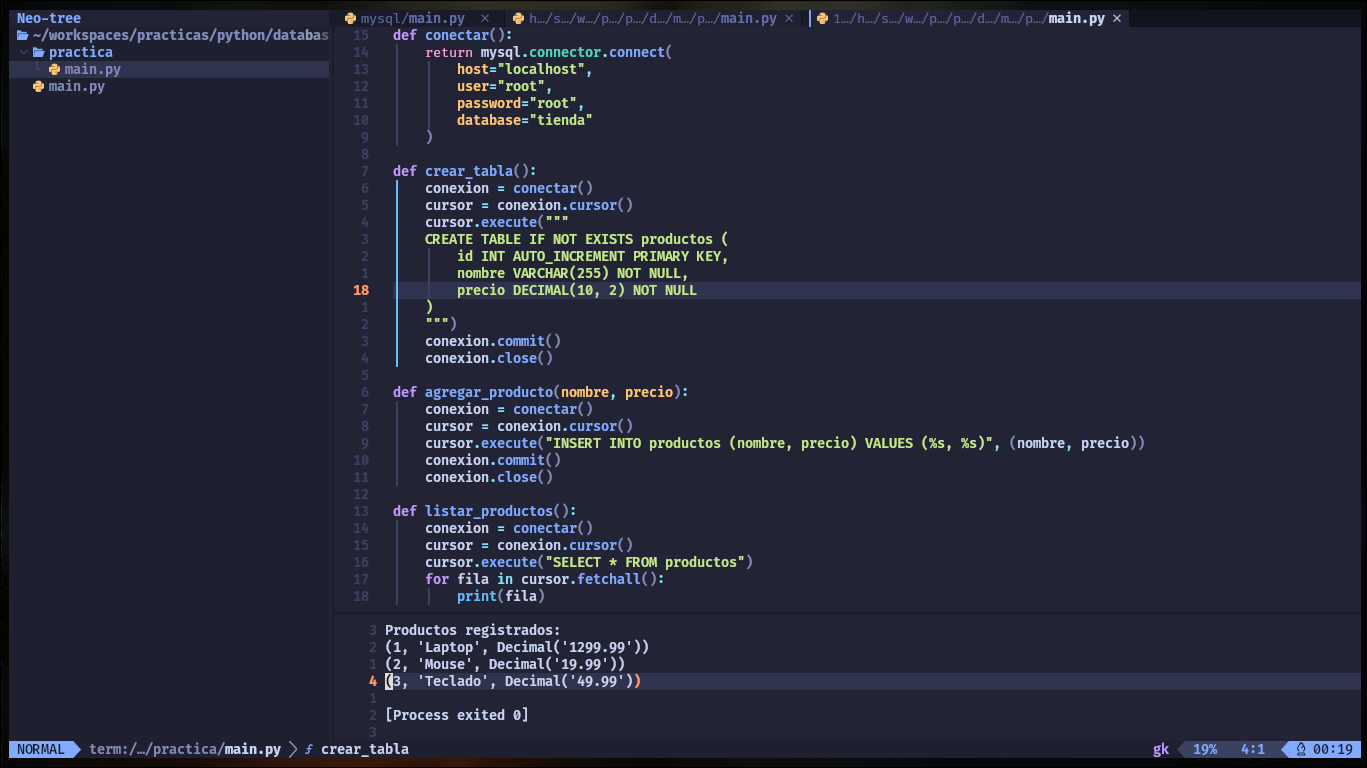 Neo-tree
mysql/main.py ✕ h…/s…/w…/p…/p…/d…/m…/p…/main.py ✕ 1…/h…/s…/w…/p…/p…/d…/m…/p…/main.py ✕
~/workspaces/practicas/python/databas
practica
main.py
main.py
15 def conectar():
14 return mysql.connector.connect(
13 host="localhost",
12 user="root",
11 password="root",
10 database="tienda"
9 )
8
7 def crear_tabla():
6 conexion = conectar()
5 cursor = conexion.cursor()
4 cursor.execute("""
3 CREATE TABLE IF NOT EXISTS productos (
2 id INT AUTO_INCREMENT PRIMARY KEY,
1 nombre VARCHAR(255) NOT NULL,
18 precio DECIMAL(10, 2) NOT NULL
1 )
2 """)
3 conexion.commit()
4 conexion.close()
5
6 def agregar_producto(nombre, precio):
7 conexion = conectar()
8 cursor = conexion.cursor()
9 cursor.execute("INSERT INTO productos (nombre, precio) VALUES (%s, %s)", (nombre, precio))
10 conexion.commit()
11 conexion.close()
12
13 def listar_productos():
14 conexion = conectar()
15 cursor = conexion.cursor()
16 cursor.execute("SELECT * FROM productos")
17 for fila in cursor.fetchall():
18 print(fila)
3 Productos registrados:
2 (1, 'Laptop', Decimal('1299.99'))
1 (2, 'Mouse', Decimal('19.99'))
4 (3, 'Teclado', Decimal('49.99'))
1
2 [Process exited 0]
3
NORMAL term:/…/practica/main.py ƒ crear_tabla gk 19% 4:1 00:19